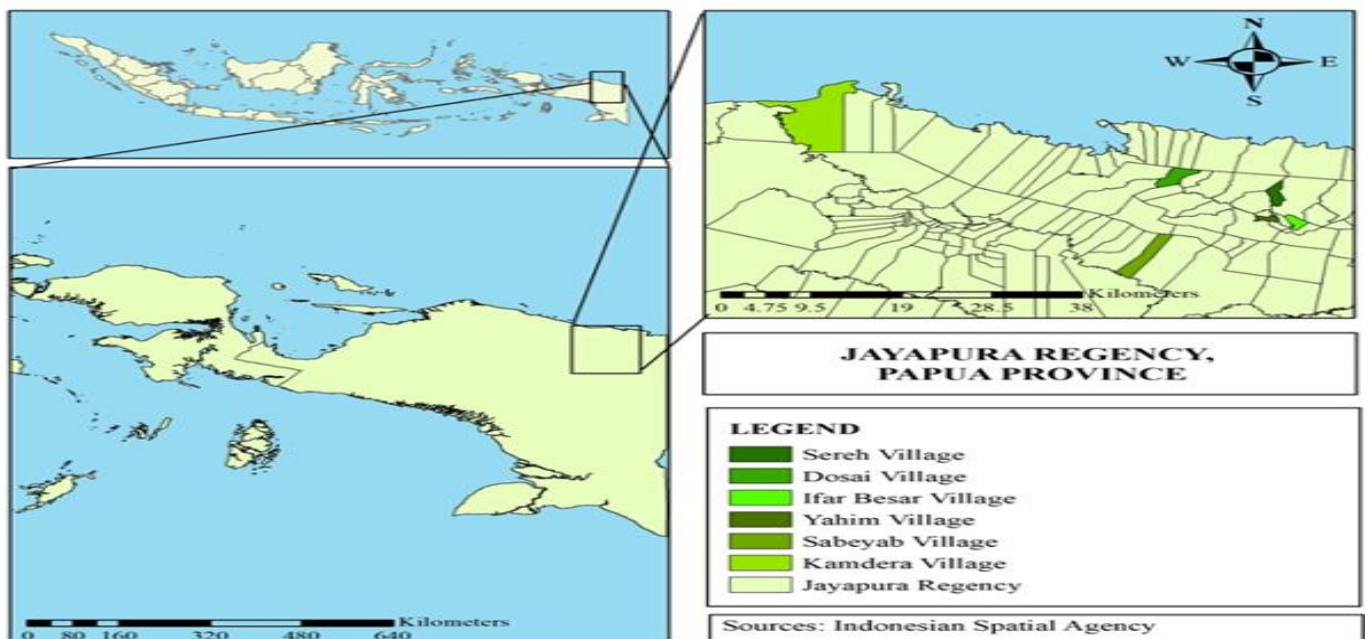 N
W E
S
0 4.75 9.5 19 28.5 38 Kilometers
JAYAPURA REGENCY,
PAPUA PROVINCE
LEGEND
Sereh Village
Dosai Village
Ifar Besar Village
Yahim Village
Sabeyab Village
Kamdera Village
Jayapura Regency
Kilometers
0 80 160 320 480 640
Sources: Indonesian Spatial Agency